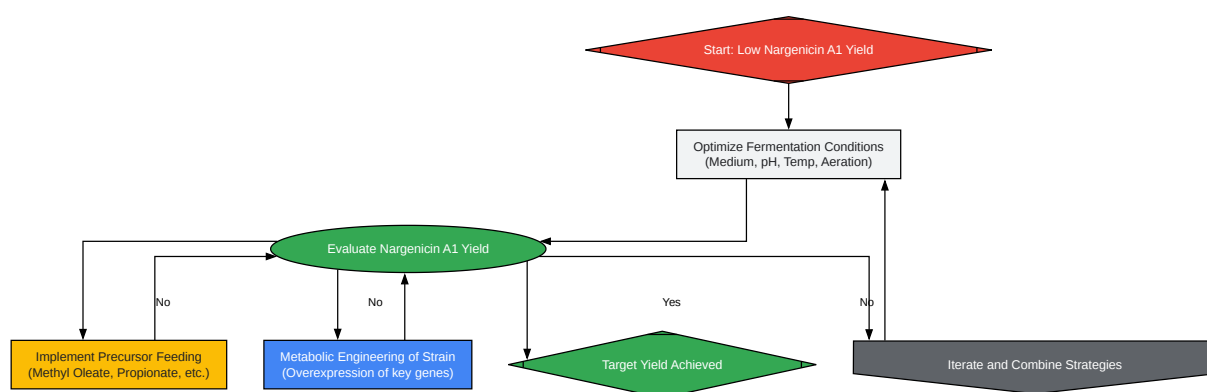 Start: Low Nargenicin A1 Yield
Optimize Fermentation Conditions
(Medium, pH, Temp, Aeration)
Evaluate Nargenicin A1 Yield
No
No
Yes
No
Implement Precursor Feeding
(Methyl Oleate, Propionate, etc.)
Metabolic Engineering of Strain
(Overexpression of key genes)
Target Yield Achieved
Iterate and Combine Strategies